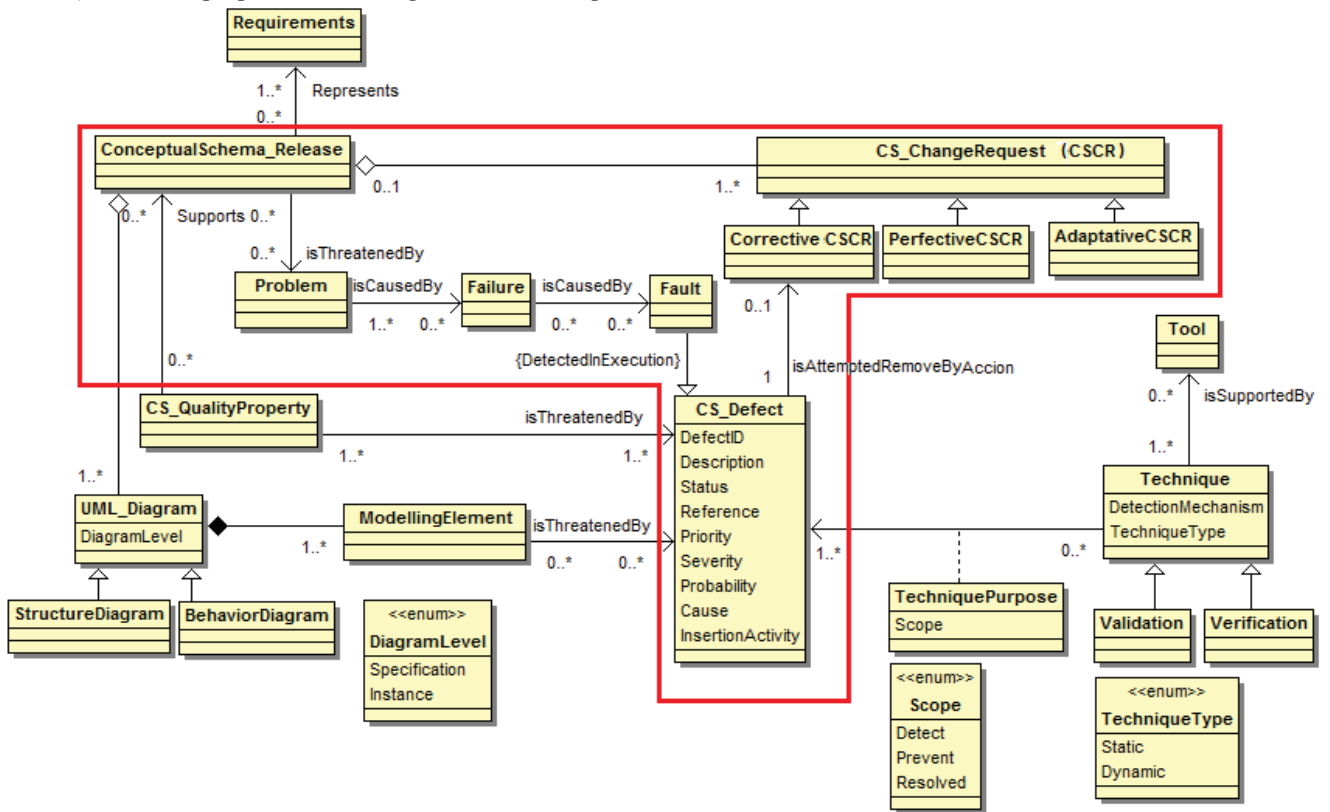 Requirements
1..* Represents
0..*
ConceptualSchema_Release
CS_ChangeRequest (CSCR)
0..1
1..*
0..*
Supports 0..*
0..* isThreatenedBy
Corrective CSCR
PerfectiveCSCR
AdaptativeCSCR
Problem
isCausedBy
1..* 0..*
Failure
isCausedBy
0..* 0..*
Fault
0..1
Tool
{DetectedInExecution}
isAttemptedRemoveByAccion
1
0..* isSupportedBy
1..*
0..*
CS_QualityProperty
isThreatenedBy
1..* 1..*
CS_Defect
DefectID
Description
Status
Reference
Priority
Severity
Probability
Cause
InsertionActivity
Technique
DetectionMechanism
TechniqueType
1..*
UML_Diagram
DiagramLevel
1..*
ModellingElement
isThreatenedBy
0..* 0..*
1..* 0..*
StructureDiagram
BehaviorDiagram
<<enum>>
DiagramLevel
Specification
Instance
TechniquePurpose
Scope
Validation
Verification
<<enum>>
Scope
Detect
Prevent
Resolved
<<enum>>
TechniqueType
Static
Dynamic